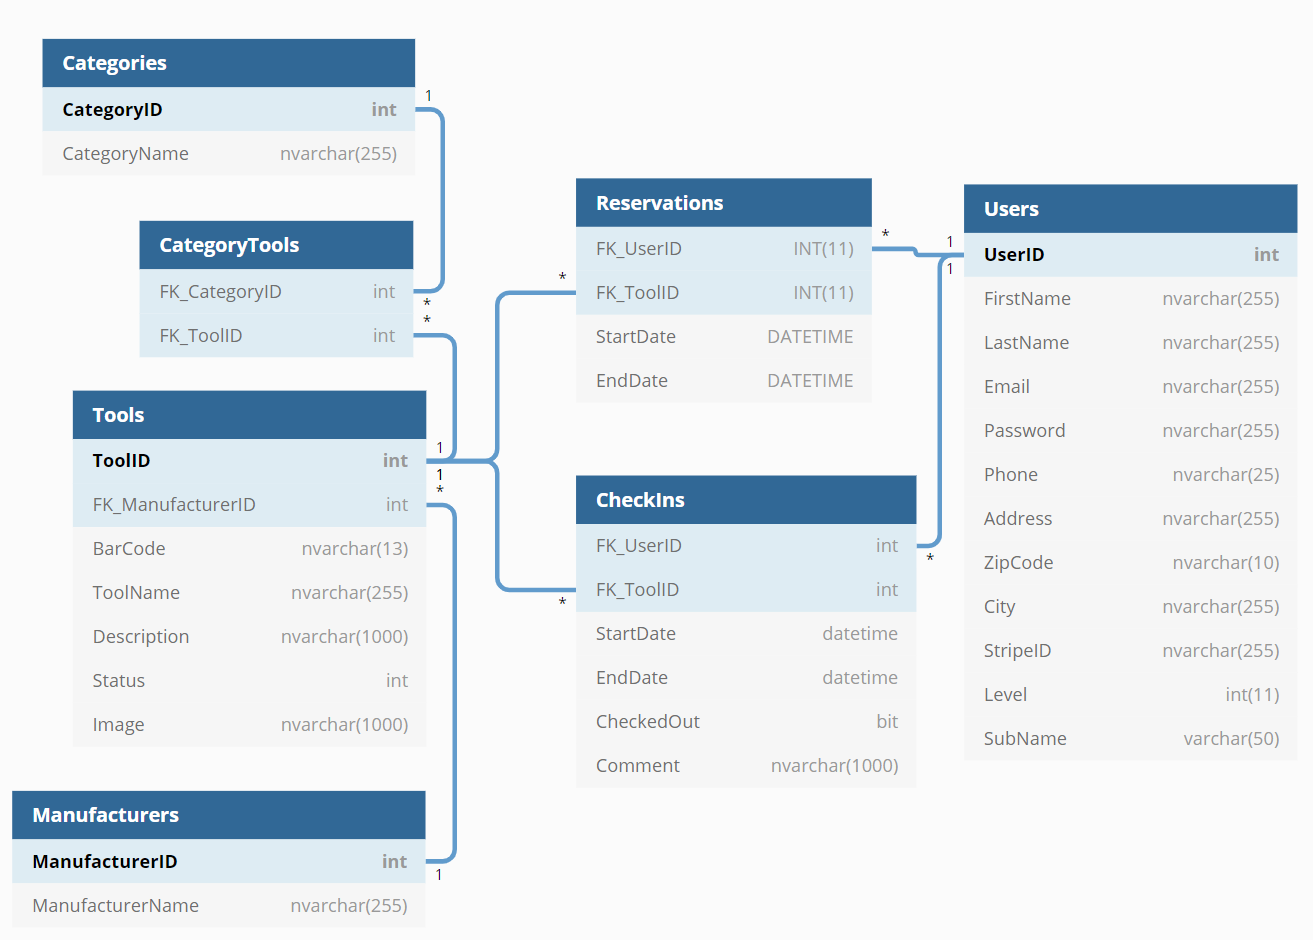 Categories
CategoryID int
CategoryName nvarchar(255)
1
CategoryTools
FK_CategoryID int
*
FK_ToolID int
*
Tools
ToolID int
1
1
FK_ManufacturerID int
*
BarCode nvarchar(13)
ToolName nvarchar(255)
Description nvarchar(1000)
Status int
Image nvarchar(1000)
Manufacturers
ManufacturerID int
1
ManufacturerName nvarchar(255)
Reservations
FK_UserID INT(11)
*
FK_ToolID INT(11)
*
StartDate DATETIME
EndDate DATETIME
CheckIns
FK_UserID int
*
FK_ToolID int
*
StartDate datetime
EndDate datetime
CheckedOut bit
Comment nvarchar(1000)
Users
UserID int
1
1
FirstName nvarchar(255)
LastName nvarchar(255)
Email nvarchar(255)
Password nvarchar(255)
Phone nvarchar(25)
Address nvarchar(255)
ZipCode nvarchar(10)
City nvarchar(255)
StripeID nvarchar(255)
Level int(11)
SubName varchar(50)